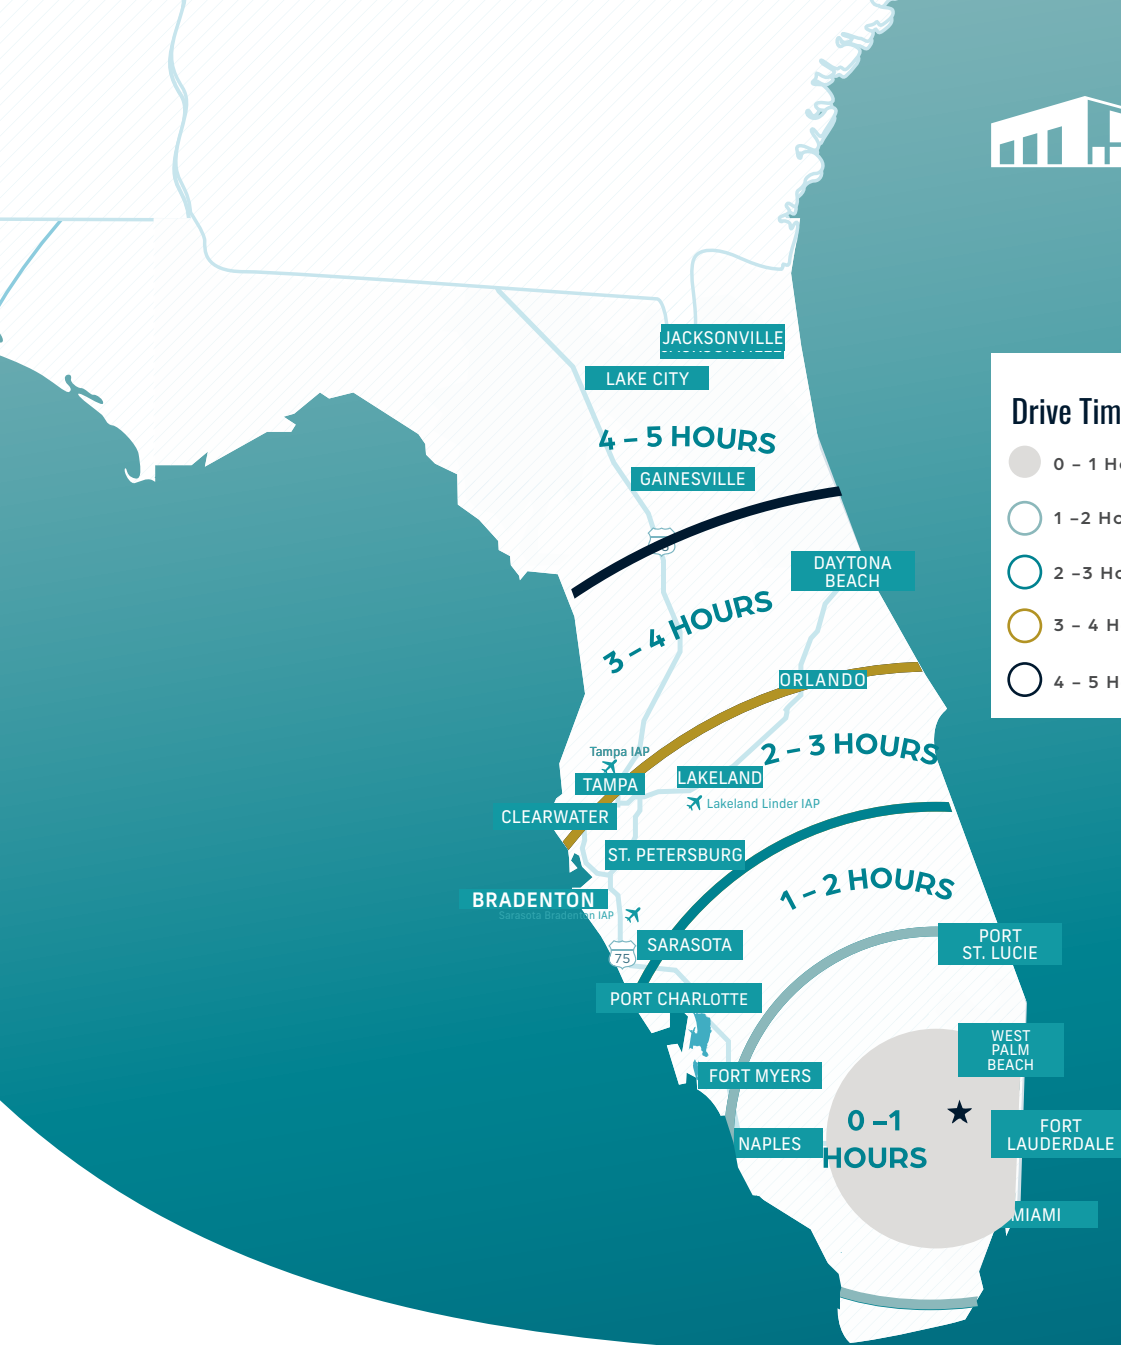 JACKSONVILLE
LAKE CITY
Drive Tim
4 – 5 HOURS
0 – 1 H
GAINESVILLE
1 –2 Ho
DAYTONA
BEACH
2 –3 Ho
3 – 4 HOURS
3 – 4 H
ORLANDO
4 – 5 H
Tampa IAP
2 – 3 HOURS
TAMPA
LAKELAND
Lakeland Linder IAP
CLEARWATER
ST. PETERSBURG
1 – 2 HOURS
BRADENTON
Sarasota Bradenton IAP
PORT
ST. LUCIE
SARASOTA
75
PORT CHARLOTTE
WEST
PALM
BEACH
FORT MYERS
0 –1
HOURS
FORT
LAUDERDALE
NAPLES
MIAMI